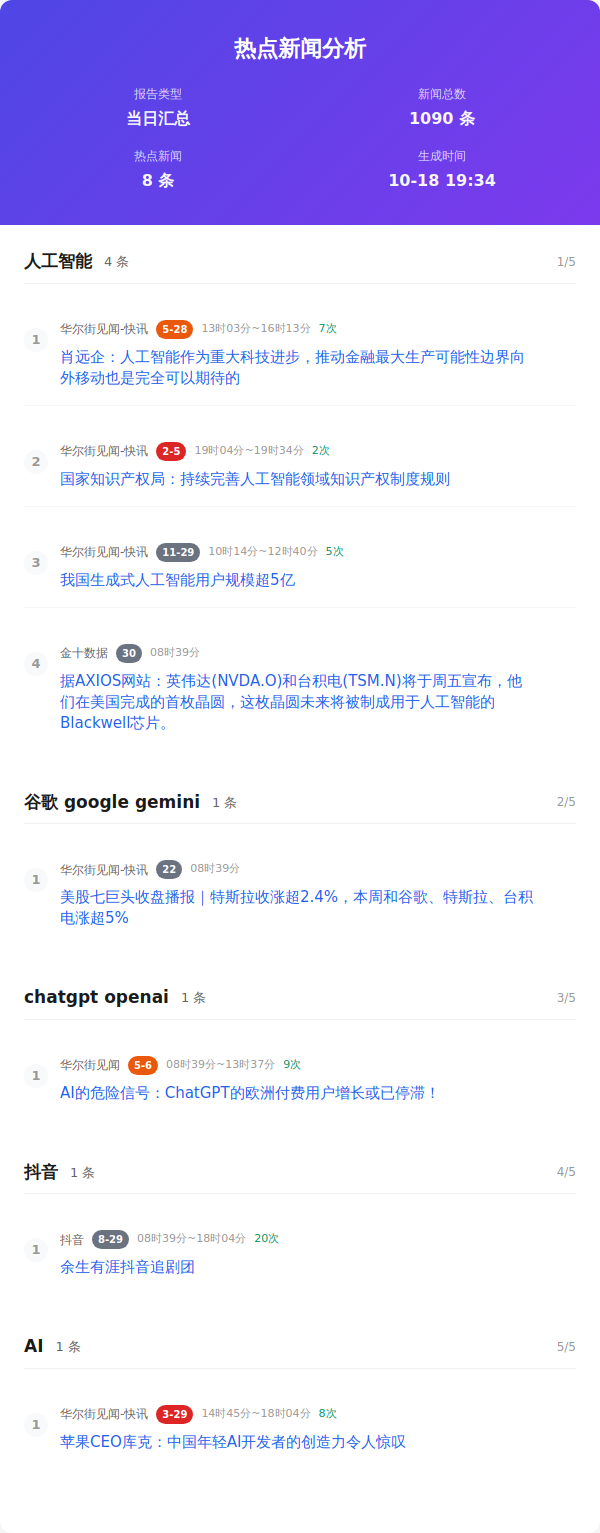 热点新闻分析
报告类型
当日汇总
新闻总数
1090 条
热点新闻
8 条
生成时间
10-18 19:34
人工智能 4 条 1/5
1
华尔街见闻-快讯 5-28 13时03分~16时13分 7次
肖远企：人工智能作为重大科技进步，推动金融最大生产可能性边界向
外移动也是完全可以期待的
2
华尔街见闻-快讯 2-5 19时04分~19时34分 2次
国家知识产权局：持续完善人工智能领域知识产权制度规则
3
华尔街见闻-快讯 11-29 10时14分~12时40分 5次
我国生成式人工智能用户规模超5亿
4
金十数据 30 08时39分
据AXIOS网站：英伟达(NVDA.O)和台积电(TSM.N)将于周五宣布，他
们在美国完成的首枚晶圆，这枚晶圆未来将被制成用于人工智能的
Blackwell芯片。
谷歌 google gemini 1 条 2/5
1
华尔街见闻-快讯 22 08时39分
美股七巨头收盘播报｜特斯拉收涨超2.4%，本周和谷歌、特斯拉、台积
电涨超5%
chatgpt openai 1 条 3/5
1
华尔街见闻 5-6 08时39分~13时37分 9次
AI的危险信号：ChatGPT的欧洲付费用户增长或已停滞！
抖音 1 条 4/5
1
抖音 8-29 08时39分~18时04分 20次
余生有涯抖音追剧团
AI 1 条 5/5
1
华尔街见闻-快讯 3-29 14时45分~18时04分 8次
苹果CEO库克：中国年轻AI开发者的创造力令人惊叹